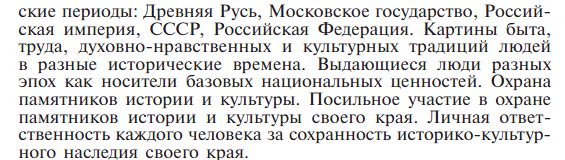 ские периоды: Древняя Русь, Московское государство, Россий-
ская империя, СССР, Российская Федерация. Картины быта,
труда, духовно-нравственных и культурных традиций людей
в разные исторические времена. Выдающиеся люди разных
эпох как носители базовых национальных ценностей. Охрана
памятников истории и культуры. Посильное участие в охране
памятников истории и культуры своего края. Личная ответ-
ственность каждого человека за сохранность историко-культур-
ного наследия своего края.